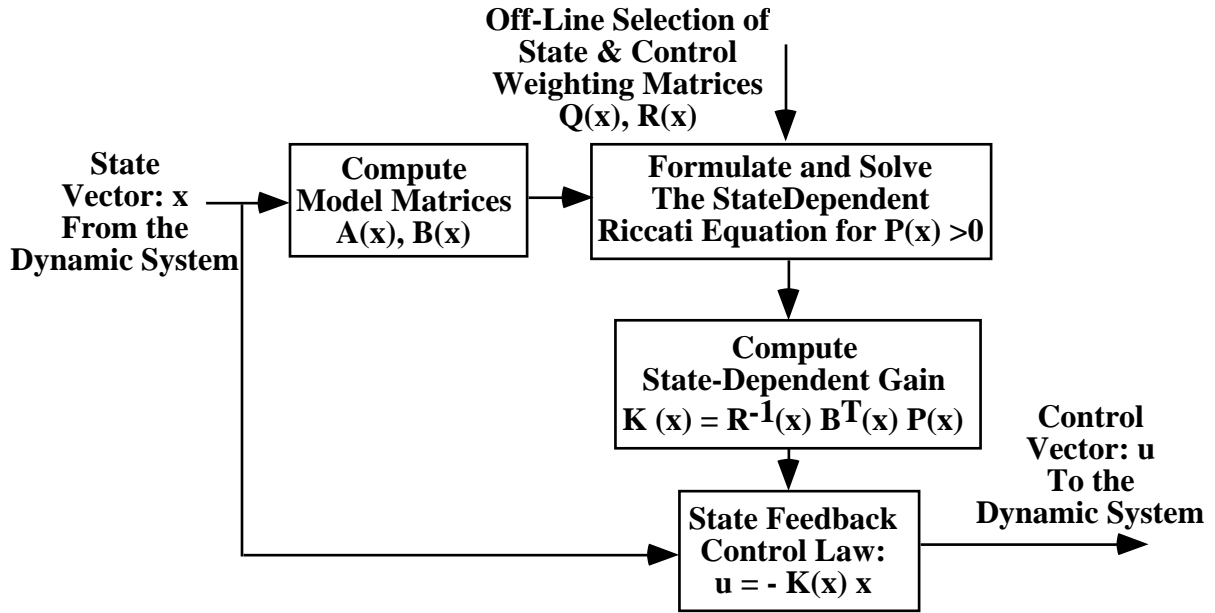 Off-Line Selection of
State & Control
Weighting Matrices
Q(x), R(x)
State
Vector: x
From the
Dynamic System
Compute
Model Matrices
A(x), B(x)
Formulate and Solve
The StateDependent
Riccati Equation for P(x) >0
Compute
State-Dependent Gain
K (x) = R⁻¹(x) Bᵀ(x) P(x)
Control
Vector: u
To the
Dynamic System
State Feedback
Control Law:
u = - K(x) x